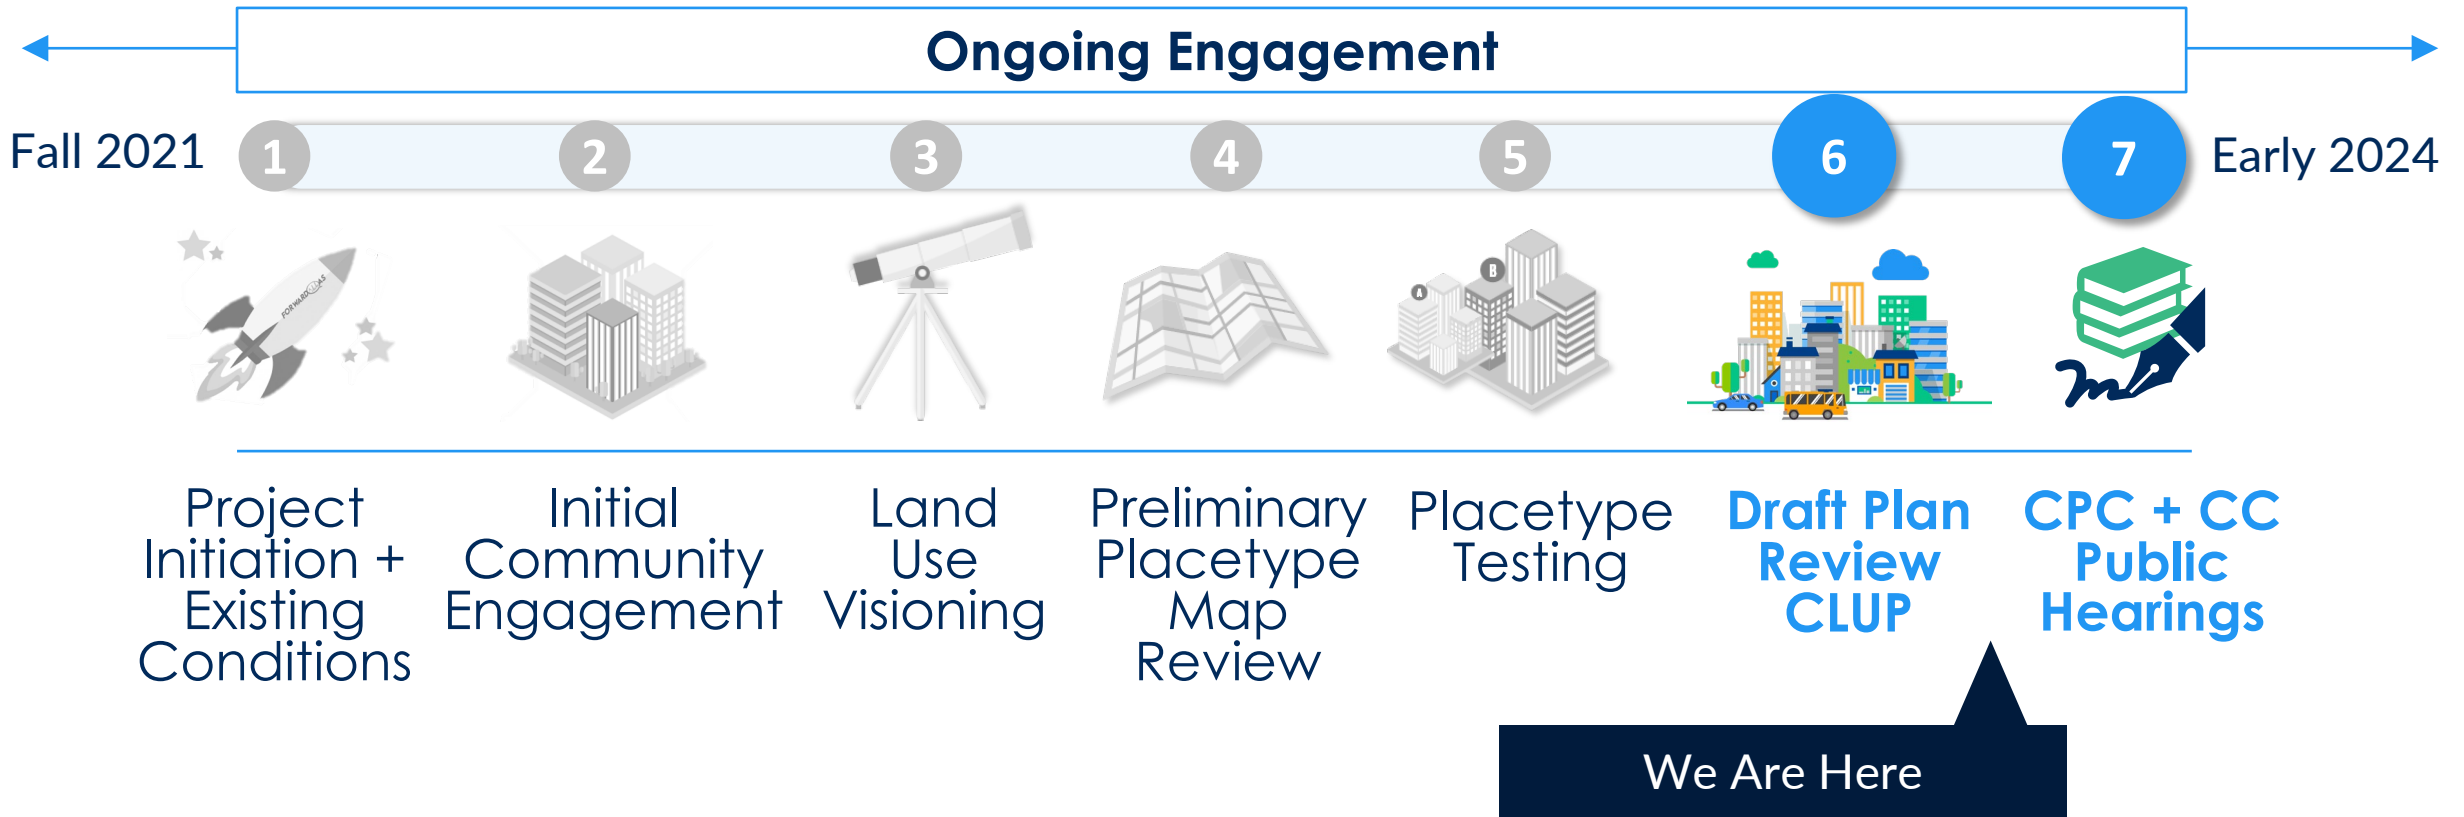 Ongoing Engagement
Fall 2021
1
2
3
4
5
6
7
Early 2024
A
B
Project
Initiation +
Existing
Conditions
Initial
Community
Engagement
Land
Use
Visioning
Preliminary
Placetype
Map
Review
Placetype
Testing
Draft Plan
Review
CLUP
CPC + CC
Public
Hearings
We Are Here